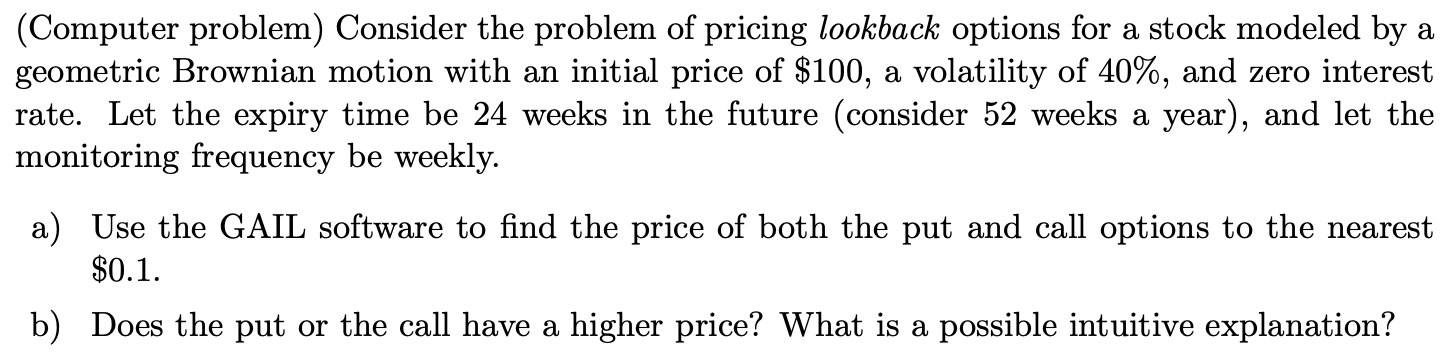 (Computer problem) Consider the problem of pricing lookback options for a stock modeled by a
geometric Brownian motion with an initial price of $100, a volatility of 40%, and zero interest
rate. Let the expiry time be 24 weeks in the future (consider 52 weeks a year), and let the
monitoring frequency be weekly.
a) Use the GAIL software to find the price of both the put and call options to the nearest
$0.1.
b) Does the put or the call have a higher price? What is a possible intuitive explanation?